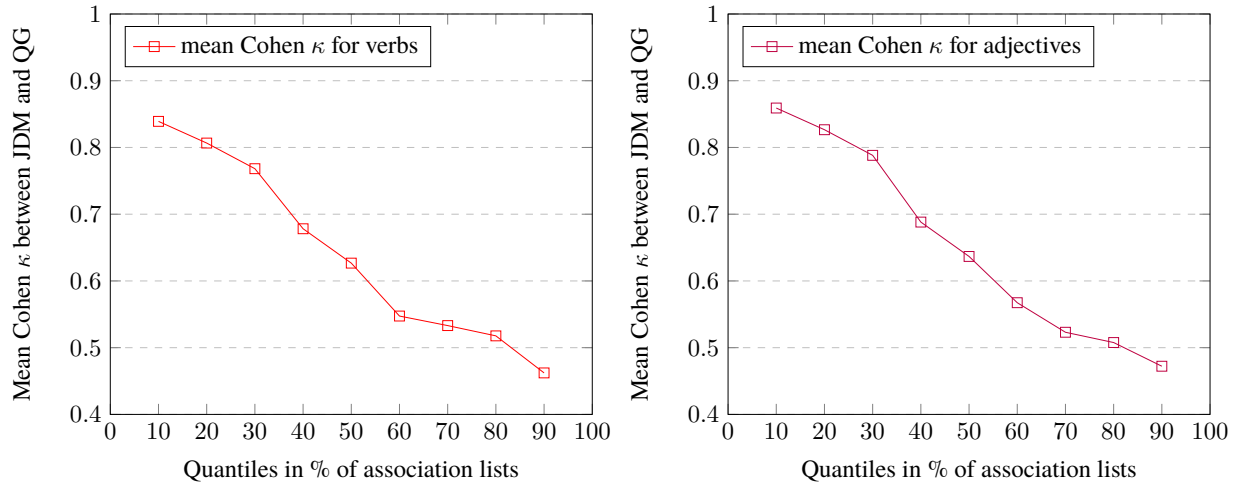 Mean Cohen κ between JDM and QG
1
0.9
0.8
0.7
0.6
0.5
0.4
mean Cohen κ for verbs
0 10 20 30 40 50 60 70 80 90 100
Quantiles in % of association lists
Mean Cohen κ between JDM and QG
1
0.9
0.8
0.7
0.6
0.5
0.4
mean Cohen κ for adjectives
0 10 20 30 40 50 60 70 80 90 100
Quantiles in % of association lists